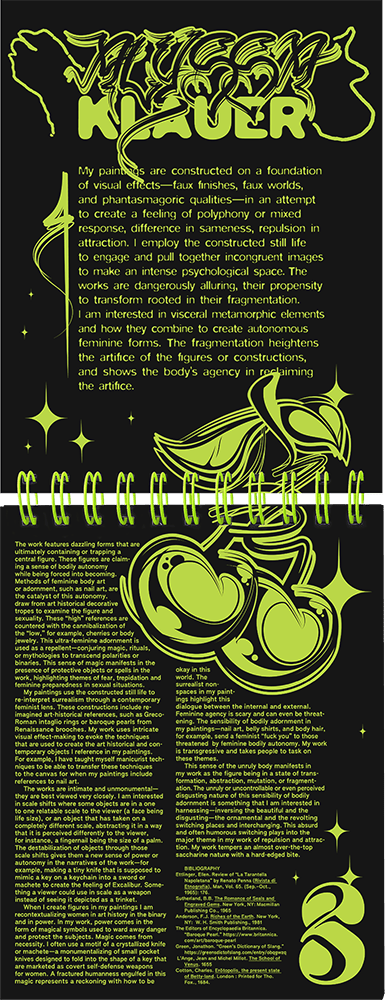 ALYSSA
KLAUER
My paintings are constructed on a foundation
of visual effects—faux finishes, faux worlds,
and phantasmagoric qualities—in an attempt
to create a feeling of polyphony or mixed
response, difference in sameness, repulsion in
attraction. I employ the constructed still life
to engage and pull together incongruent images
to make an intense psychological space. The
works are dangerously alluring, their propensity
to transform rooted in their fragmentation.
I am interested in visceral metamorphic elements
and how they combine to create autonomous
feminine forms. The fragmentation heightens
the artifice of the figures or constructions,
and shows the body's agency in reclaiming
the artifice.
The work features dazzling forms that are
ultimately containing or trapping a
central figure. These figures are claim-
ing a sense of bodily autonomy
while being forced into becoming.
Methods of feminine body art
or adornment, such as nail art, are
the catalyst of this autonomy.
draw from art historical decorative
tropes to examine the figure and
sexuality. These "high" references are
countered with the cannibalization of
the "low," for example, cherries or body
jewelry. This ultra-feminine adornment is
used as a repellent—conjuring magic, rituals,
or mythologies to transcend polarities or
binaries. This sense of magic manifests in the
presence of protective objects or spells in the
work, highlighting themes of fear, trepidation and
feminine preparedness in sexual situations.
My paintings use the constructed still life
to re-interpret surrealism through a contemporary
feminist lens. These constructions include re-
imagined art-historical references, such as Greco-
Roman intaglio rings or baroque pearls from
Renaissance brooches. My work uses intricate
visual effect-making to evoke the techniques
that are used to create the art historical and con-
temporary objects I reference in my paintings.
For example, I have taught myself manicurist tech-
niques to be able to transfer these techniques
to the canvas for when my paintings include
references to nail art.
The works are intimate and unmonumental—
they are best viewed very closely. I am interested
in scale shifts where some objects are in a one
to one relatable scale to the viewer (a face being
life size), or an object that has taken on a
completely different scale, abstracting it in a way
that it is perceived differently to the viewer,
for instance, a fingernail being the size of a palm.
The destabilization of objects through those
scale shifts gives them a new sense of power or
autonomy in the narratives of the work—for
example, making a tiny knife that is supposed to
mimic a key on a keychain into a sword or
machete to create the feeling of Excalibur. Some-
thing a viewer could use in scale as a weapon
instead of seeing it depicted as a trinket.
When I create figures in my paintings I am
recontextualizing women in art history in the binary
and in power. In my work, power comes in the
form of magical symbols used to ward away danger
and protect the subjects. Magic comes from
necessity. I often use a motif of a crystallized knife
or machete—a monumentalizing of small pocket
knives designed to fold into the shape of a key that
are marketed as covert self-defense weapons
for women. A fractured humanness engulfed in this
magic represents a reckoning with how to be
okay in this
world. The
surrealist non-
spaces in my paint-
ings highlight this
dialogue between the internal and external.
Feminine agency is scary and can even be threat-
ening. The sensibility of bodily adornment in
my paintings—nail art, belly shirts, and body hair,
for example, send a feminist "fuck you" to those
threatened by feminine bodily autonomy. My work
is transgressive and takes people to task on
these themes.
This sense of the unruly body manifests in
my work as the figure being in a state of trans-
formation, abstraction, mutation, or fragment-
ation. The unruly or uncontrollable or even perceived
disgusting nature of this sensibility of bodily
adornment is something that I am interested in
harnessing—inversing the beautiful and the
disgusting—the ornamental and the revolting
switching places and interchanging. This absurd
and often humorous switching plays into the
major theme in my work of repulsion and attrac-
tion. My work tempers an almost over-the-top
saccharine nature with a hard-edged bite.
BIBLIOGRAPHY
Ettlinger, Ellen. Review of "La Tarantella
Napoletana" by Renato Penna (Rivista di
Etnografia). Man, Vol. 65. (Sep.-Oct.,
1965): 176.
Sutherland, B.B. The Romance of Seals and
Engraved Gems. New York, NY: Macmillan
Publishing Co., 1965
Anderson, F.J. Riches of the Earth. New York,
NY: W. H. Smith Publishing., 1981
The Editors of Encyclopaedia Britannica.
"Baroque Pearl." https://www.britannica.
com/art/baroque-pearl
Green, Jonathon. "Green's Dictionary of Slang."
L'Ange, Jean and Muchel Million. The School of
Venus. 1655
Cotton, Charles. Erotopolis, the present state
of Betty-land. London : Printed for Tho.
Fox., 1684.